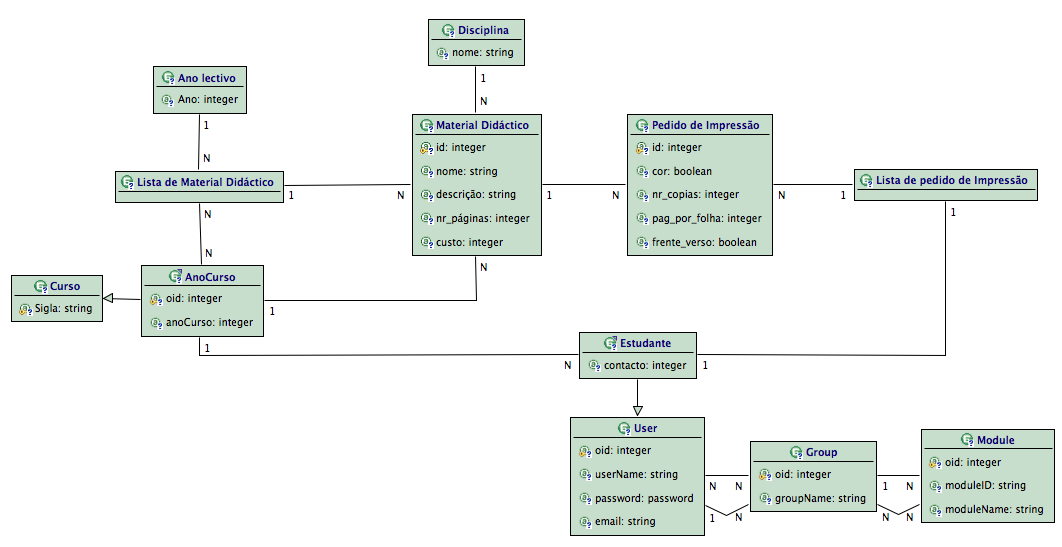 Disciplina
nome: string
1
N
Ano lectivo
Ano: integer
1
N
Lista de Material Didáctico
1
N
N
N
Material Didáctico
id: integer
nome: string
descrição: string
nr_páginas: integer
custo: integer
1
N
N
Pedido de Impressão
id: integer
cor: boolean
nr_copias: integer
pag_por_folha: integer
frente_verso: boolean
N
1
Lista de pedido de Impressão
1
Curso
Sigla: string
AnoCurso
oid: integer
anoCurso: integer
1
1
N
Estudante
contacto: integer
1
User
oid: integer
userName: string
password: password
email: string
N
N
1
N
Group
oid: integer
groupName: string
1
N
N
N
Module
oid: integer
moduleID: string
moduleName: string